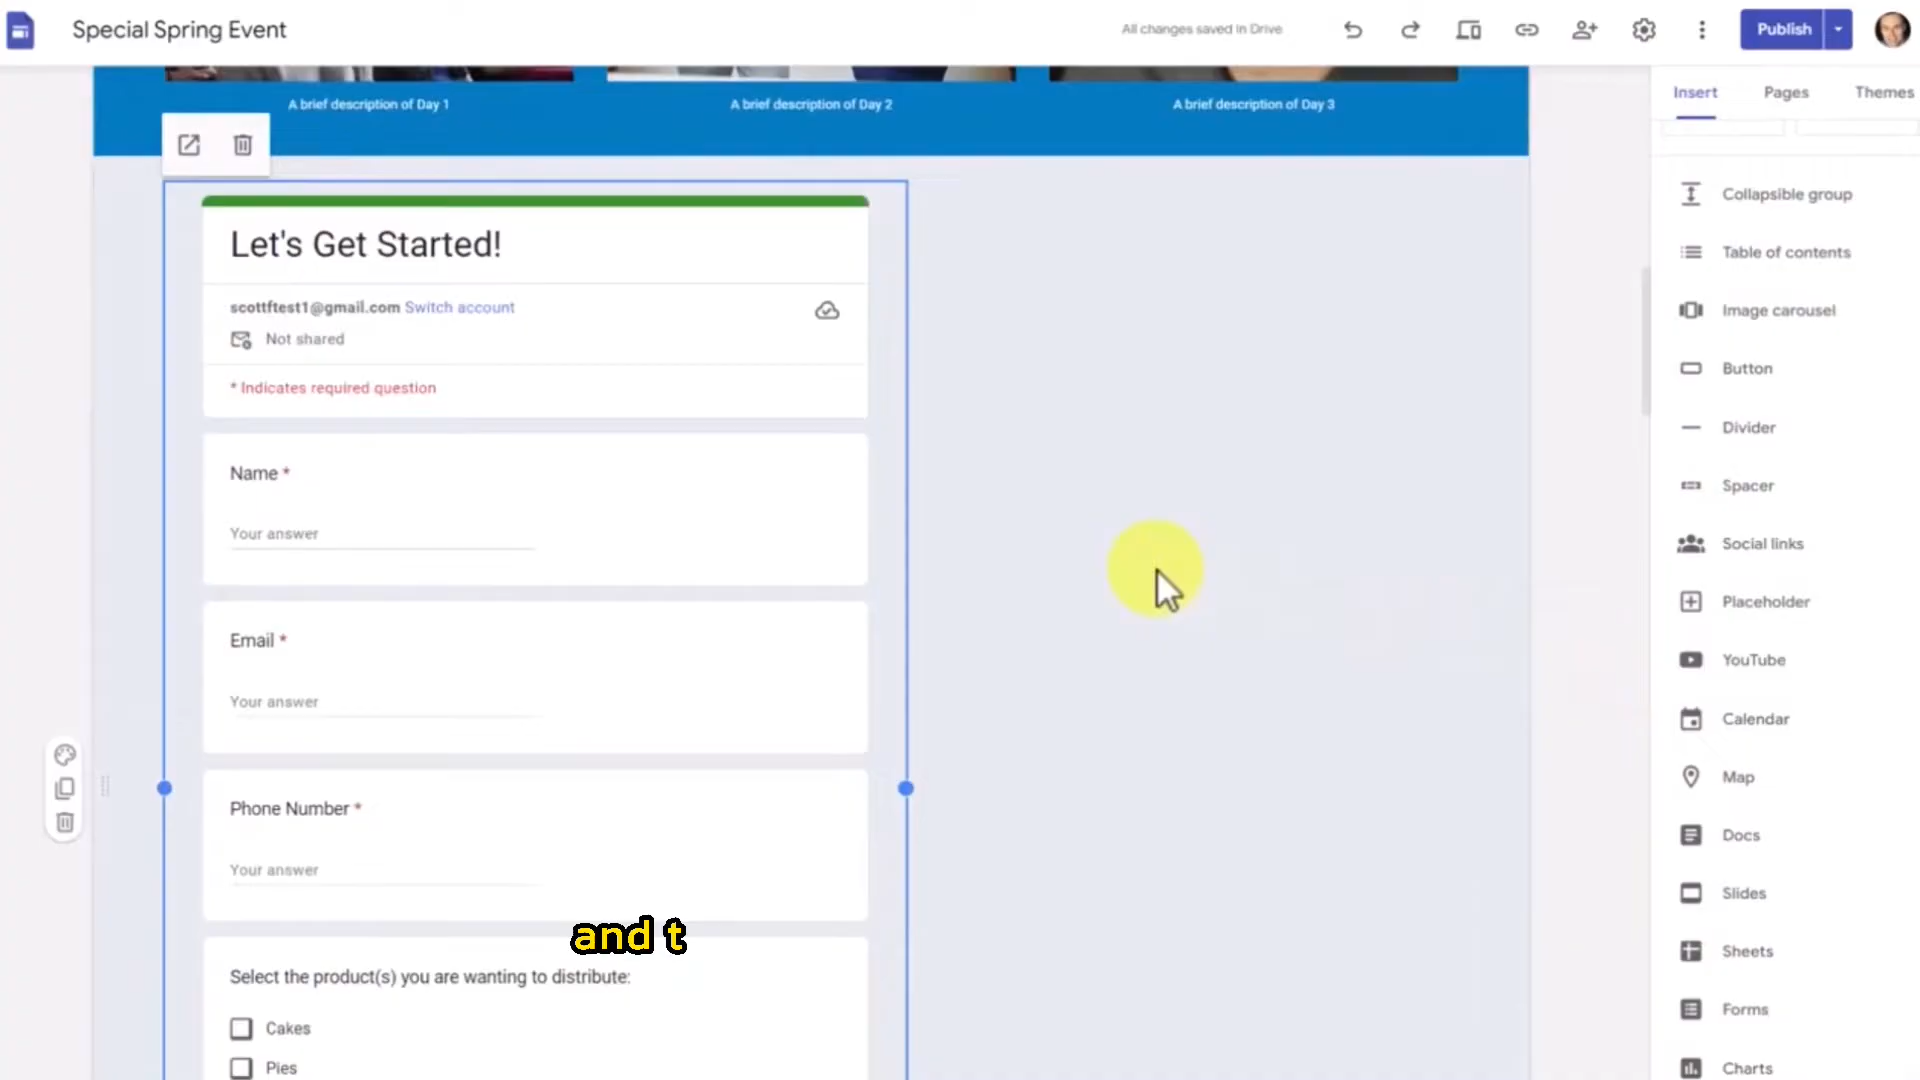 Special Spring Event
All changes saved in Drive
Publish
A brief description of Day 1
A brief description of Day 2
A brief description of Day 3
Insert
Pages
Themes
Let's Get Started!
scottftest1@gmail.com Switch account
Not shared
* Indicates required question
Name *
Your answer
Email *
Your answer
Phone Number *
Your answer
and t
Select the product(s) you are wanting to distribute:
Cakes
Pies
Collapsible group
Table of contents
Image carousel
Button
Divider
Spacer
Social links
Placeholder
YouTube
Calendar
Map
Docs
Slides
Sheets
Forms
Charts